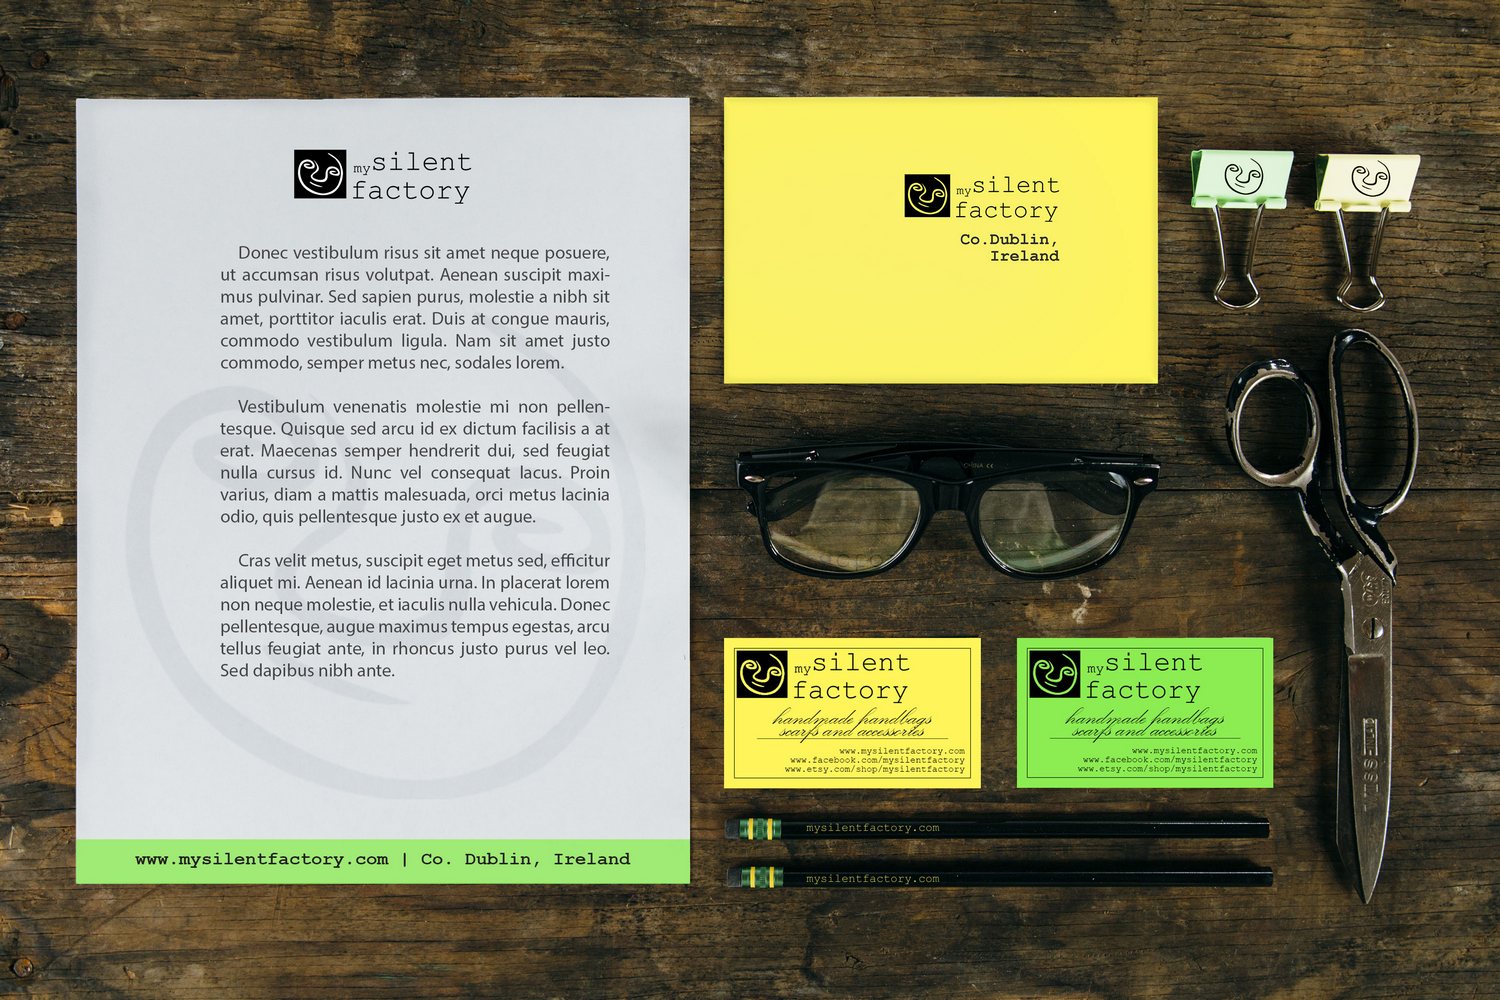 mysilent
factory
Donec vestibulum risus sit amet neque posuere,
ut accumsan risus volutpat. Aenean suscipit maxi-
mus pulvinar. Sed sapien purus, molestie a nibh sit
amet, porttitor iaculis erat. Duis at congue mauris,
commodo vestibulum ligula. Nam sit amet justo
commodo, semper metus nec, sodales lorem.
Vestibulum venenatis molestie mi non pellen-
tesque. Quisque sed arcu id ex dictum facilisis a at
erat. Maecenas semper hendrerit dui, sed feugiat
nulla cursus id. Nunc vel consequat lacus. Proin
varius, diam a mattis malesuada, orci metus lacinia
odio, quis pellentesque justo ex et augue.
Cras velit metus, suscipit eget metus sed, efficitur
aliquet mi. Aenean id lacinia urna. In placerat lorem
non neque molestie, et iaculis nulla vehicula. Donec
pellentesque, augue maximus tempus egestas, arcu
tellus feugiat ante, in rhoncus justo purus vel leo.
Sed dapibus nibh ante.
www.mysilentfactory.com | Co. Dublin, Ireland
mysilent
factory
Co.Dublin,
Ireland
CHINA CE
mysilent
factory
handmade handbags
scarfs and accessories
www.mysilentfactory.com
www.facebook.com/mysilentfactory
www.etsy.com/shop/mysilentfactory
mysilent
factory
handmade handbags
scarfs and accessories
www.mysilentfactory.com
www.facebook.com/mysilentfactory
www.etsy.com/shop/mysilentfactory
mysilentfactory.com
mysilentfactory.com